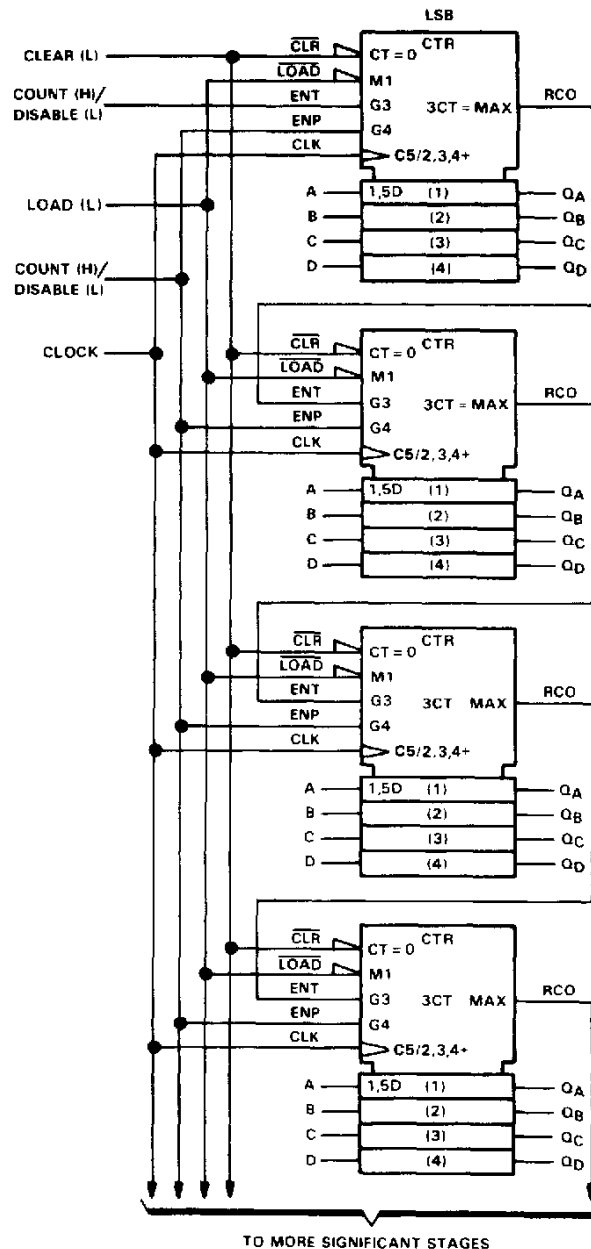 LSB
CLEAR (L)
CLR
CT = 0
CTR
LOAD
M1
COUNT (H)/
DISABLE (L)
ENT
G3
3CT = MAX
RCO
ENP
G4
CLK
C5/2,3,4+
A
1,5D
(1)
QA
LOAD (L)
B
(2)
QB
C
(3)
QC
D
(4)
QD
COUNT (H)/
DISABLE (L)
CLOCK
CLR
CT = 0
CTR
LOAD
M1
ENT
G3
3CT = MAX
RCO
ENP
G4
CLK
C5/2,3,4+
A
1,5D
(1)
QA
B
(2)
QB
C
(3)
QC
D
(4)
QD
CLR
CT = 0
CTR
LOAD
M1
ENT
G3
3CT MAX
RCO
ENP
G4
CLK
C5/2,3,4+
A
1,5D
(1)
QA
B
(2)
QB
C
(3)
QC
D
(4)
QD
CLR
CT = 0
CTR
LOAD
M1
ENT
G3
3CT MAX
RCO
ENP
G4
CLK
C5/2,3,4+
A
1,5D
(1)
QA
B
(2)
QB
C
(3)
QC
D
(4)
QD
TO MORE SIGNIFICANT STAGES